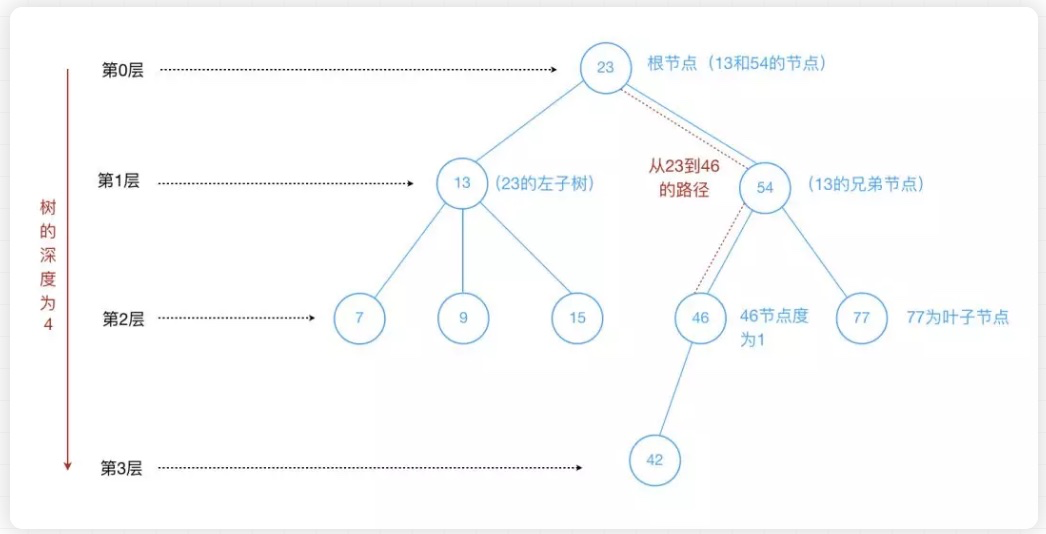 第0层
23
根节点（13和54的节点）
从23到46
的路径
第1层
13
（23的左子树）
54
（13的兄弟节点）
树
的
深
度
为
4
第2层
7
9
15
46
46节点度
为1
77
77为叶子节点
第3层
42